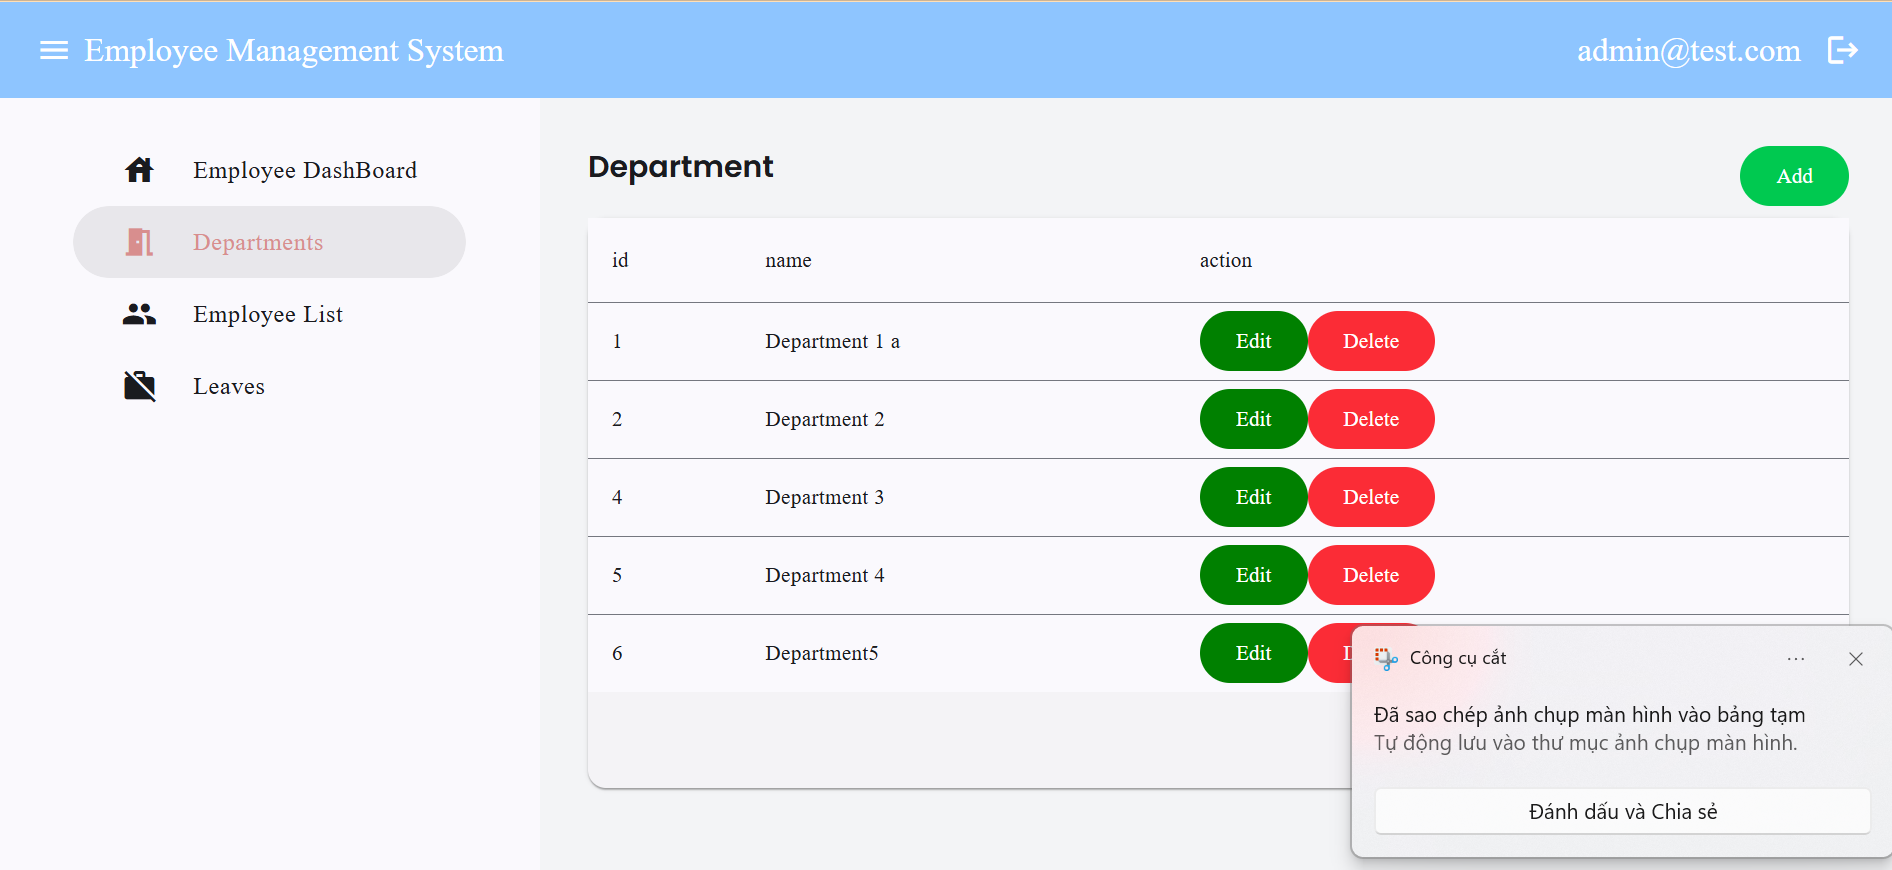 Employee Management System
admin@test.com
Employee DashBoard
Departments
Employee List
Leaves
Department
Add
id name action
1 Department 1 a Edit Delete
2 Department 2 Edit Delete
4 Department 3 Edit Delete
5 Department 4 Edit Delete
6 Department5 Edit
Công cụ cắt
Đã sao chép ảnh chụp màn hình vào bảng tạm
Tự động lưu vào thư mục ảnh chụp màn hình.
Đánh dấu và Chia sẻ